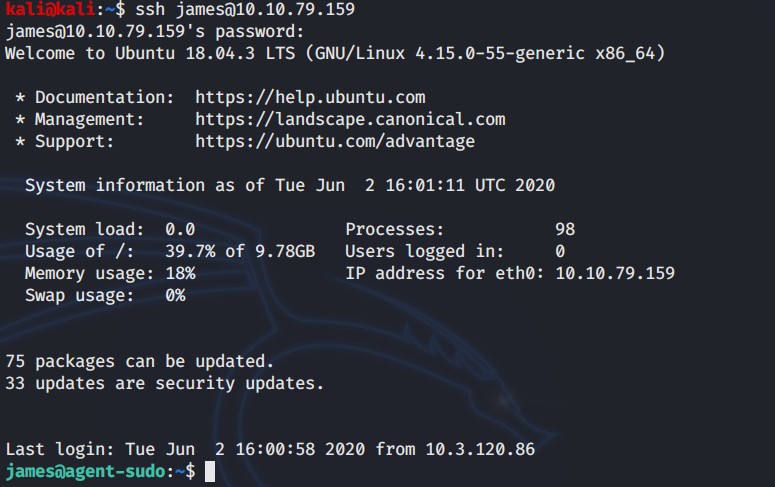 kali@kali:~$ ssh james@10.10.79.159
james@10.10.79.159's password:
Welcome to Ubuntu 18.04.3 LTS (GNU/Linux 4.15.0-55-generic x86_64)
* Documentation:  https://help.ubuntu.com
* Management:     https://landscape.canonical.com
* Support:        https://ubuntu.com/advantage
System information as of Tue Jun  2 16:01:11 UTC 2020
System load:  0.0               Processes:           98
Usage of /:   39.7% of 9.78GB   Users logged in:     0
Memory usage: 18%               IP address for eth0: 10.10.79.159
Swap usage:   0%
75 packages can be updated.
33 updates are security updates.
Last login: Tue Jun  2 16:00:58 2020 from 10.3.120.86
james@agent-sudo:~$